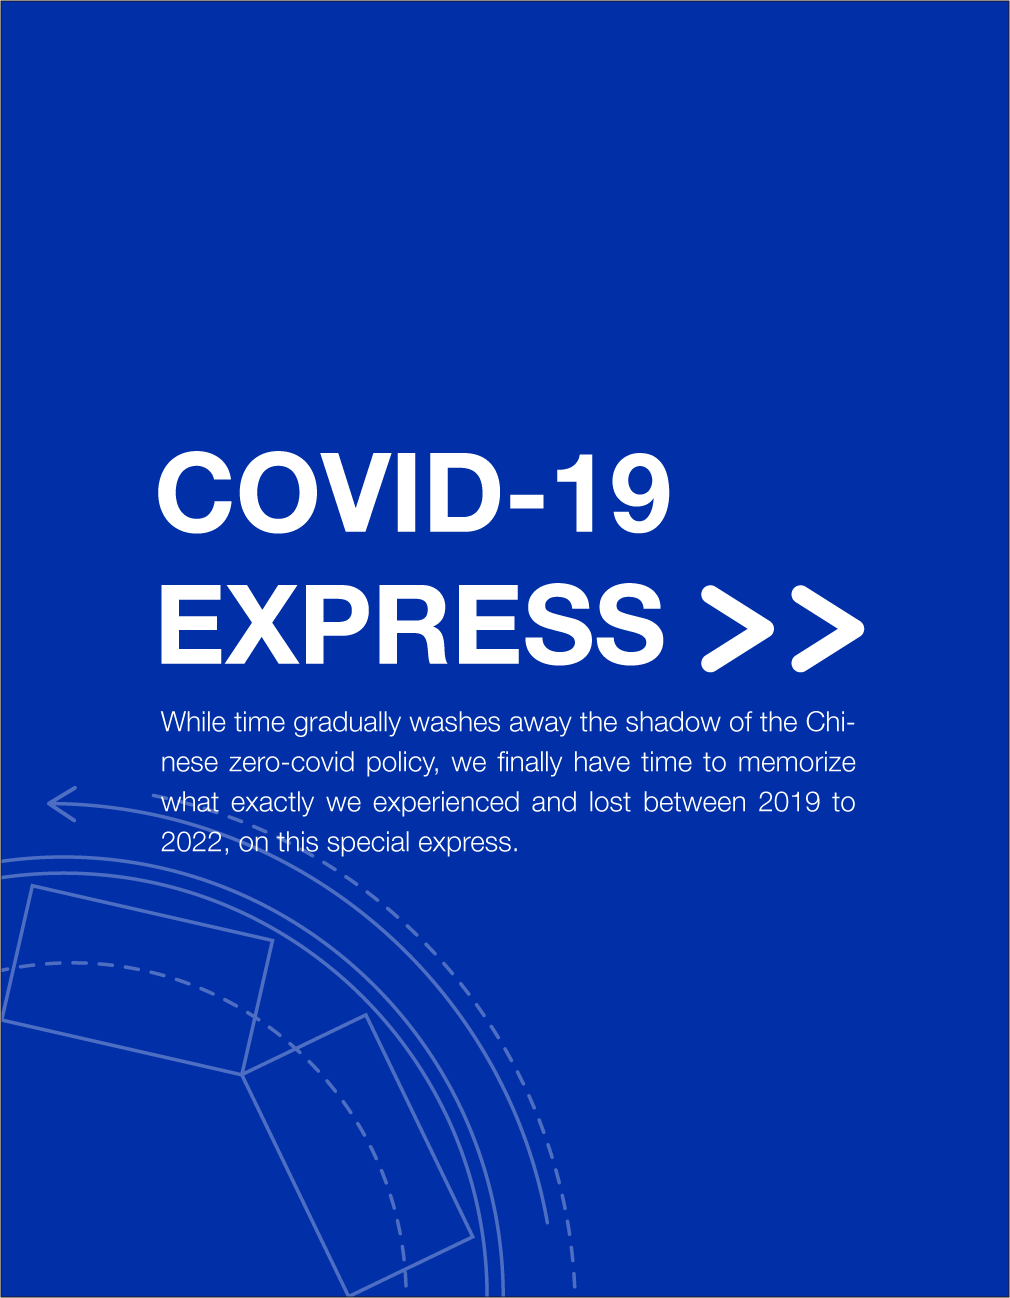 COVID-19
EXPRESS >>
While time gradually washes away the shadow of the Chi-
nese zero-covid policy, we finally have time to memorize
what exactly we experienced and lost between 2019 to
2022, on this special express.